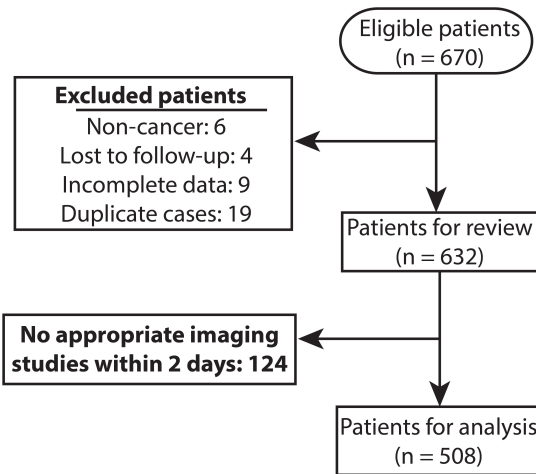 Eligible patients
(n = 670)
Excluded patients
Non-cancer: 6
Lost to follow-up: 4
Incomplete data: 9
Duplicate cases: 19
Patients for review
(n = 632)
No appropriate imaging
studies within 2 days: 124
Patients for analysis
(n = 508)